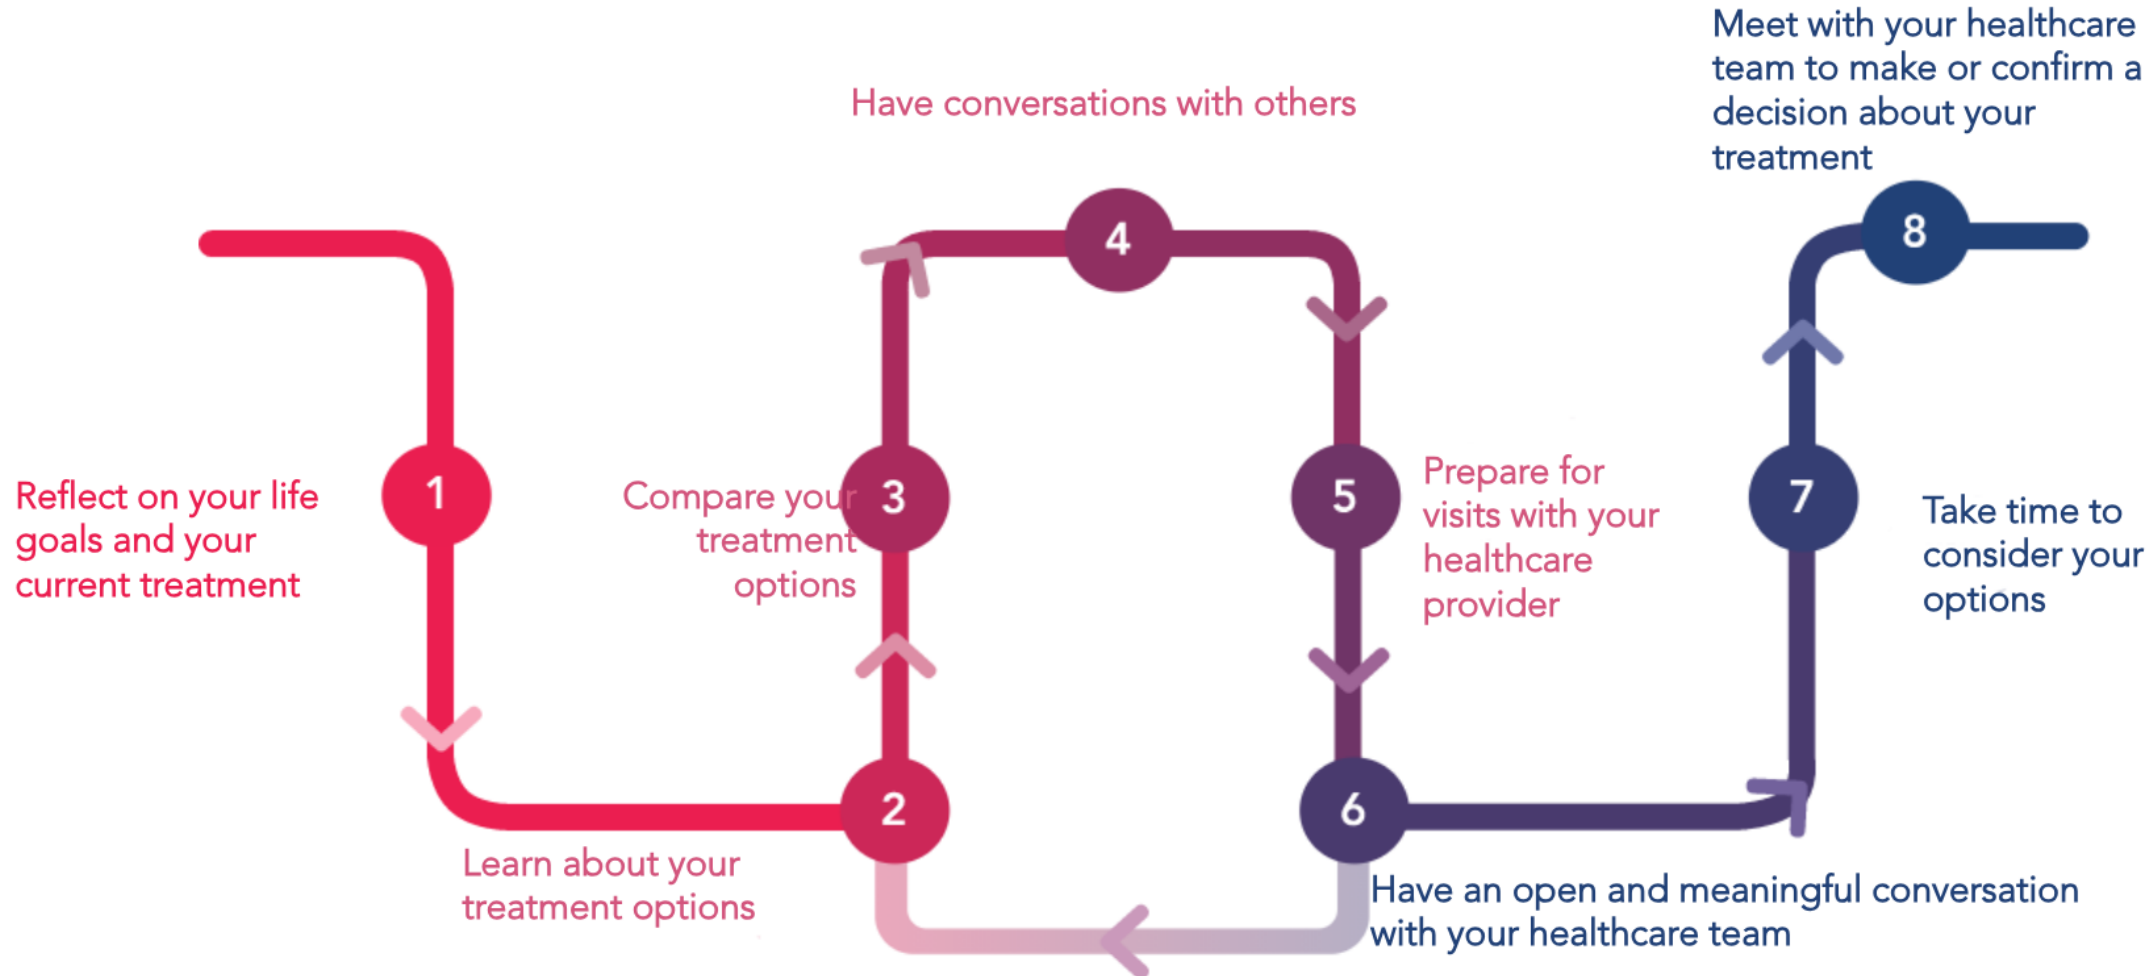 1
Reflect on your life
goals and your
current treatment
2
Learn about your
treatment options
3
Compare your
treatment
options
4
Have conversations with others
5
Prepare for
visits with your
healthcare
provider
6
Have an open and meaningful conversation
with your healthcare team
7
Take time to
consider your
options
8
Meet with your healthcare
team to make or confirm a
decision about your
treatment